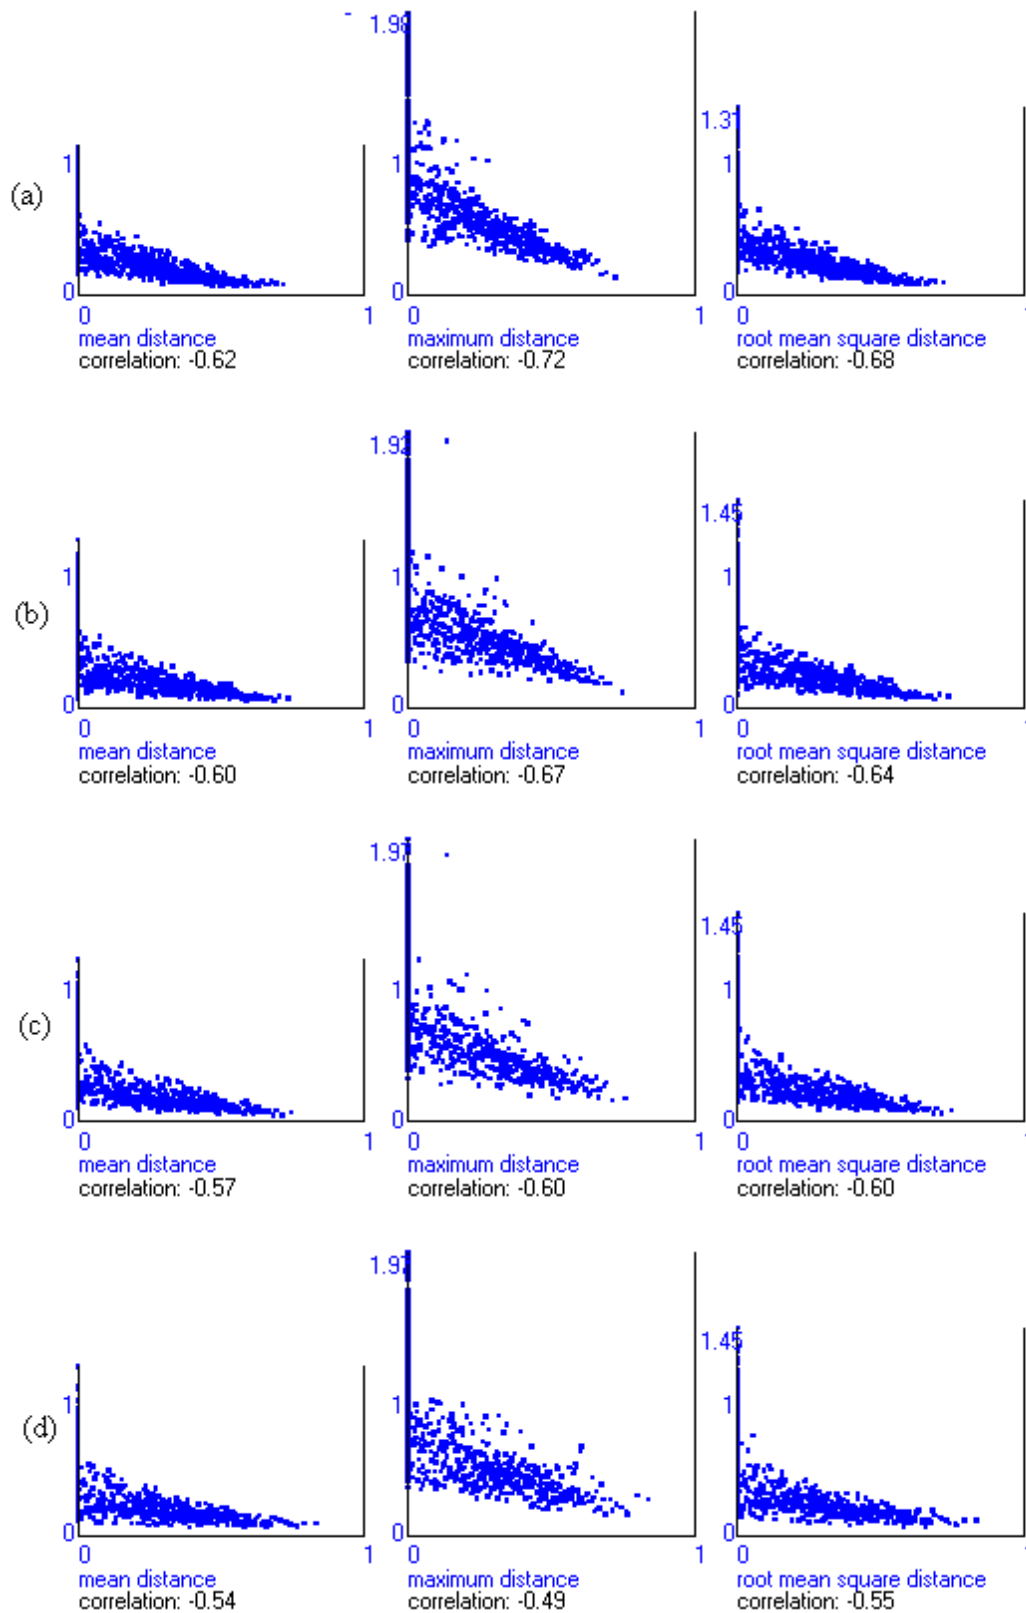 1.98
1.31
1
1
1
(a)
0
0
0
0
1
0
1
0
1
mean distance
maximum distance
root mean square distance
correlation: -0.62
correlation: -0.72
correlation: -0.68
1.92
1.45
1
1
1
(b)
0
0
0
0
1
0
1
0
1
mean distance
maximum distance
root mean square distance
correlation: -0.60
correlation: -0.67
correlation: -0.64
1.97
1.45
1
1
1
(c)
0
0
0
0
1
0
1
0
1
mean distance
maximum distance
root mean square distance
correlation: -0.57
correlation: -0.60
correlation: -0.60
1.97
1.45
1
1
1
(d)
0
0
0
0
1
0
1
0
1
mean distance
maximum distance
root mean square distance
correlation: -0.54
correlation: -0.49
correlation: -0.55